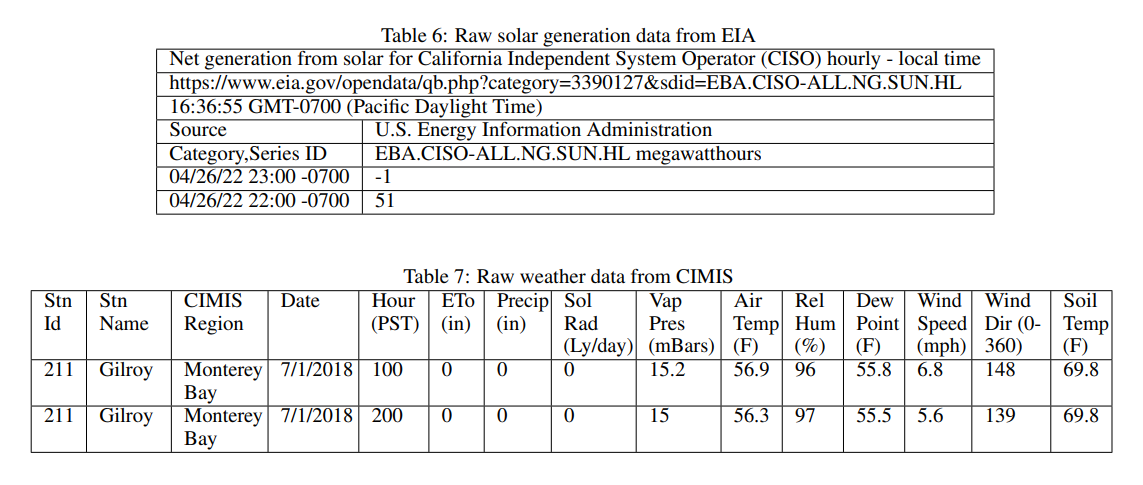 Table 6: Raw solar generation data from EIA
Net generation from solar for California Independent System Operator (CISO) hourly - local time
https://www.eia.gov/opendata/qb.php?category=3390127&sdid=EBA.CISO-ALL.NG.SUN.HL
16:36:55 GMT-0700 (Pacific Daylight Time)
Source U.S. Energy Information Administration
Category,Series ID EBA.CISO-ALL.NG.SUN.HL megawatthours
04/26/22 23:00 -0700 -1
04/26/22 22:00 -0700 51
Table 7: Raw weather data from CIMIS
Stn Stn CIMIS Date Hour ETo Precip Sol Vap Air Rel Dew Wind Wind Soil
Id Name Region (PST) (in) (in) Rad Pres Temp Hum Point Speed Dir (0- Temp
(Ly/day) (mBars) (F) (%) (F) (mph) 360) (F)
211 Gilroy Monterey 7/1/2018 100 0 0 0 15.2 56.9 96 55.8 6.8 148 69.8
Bay
211 Gilroy Monterey 7/1/2018 200 0 0 0 15 56.3 97 55.5 5.6 139 69.8
Bay